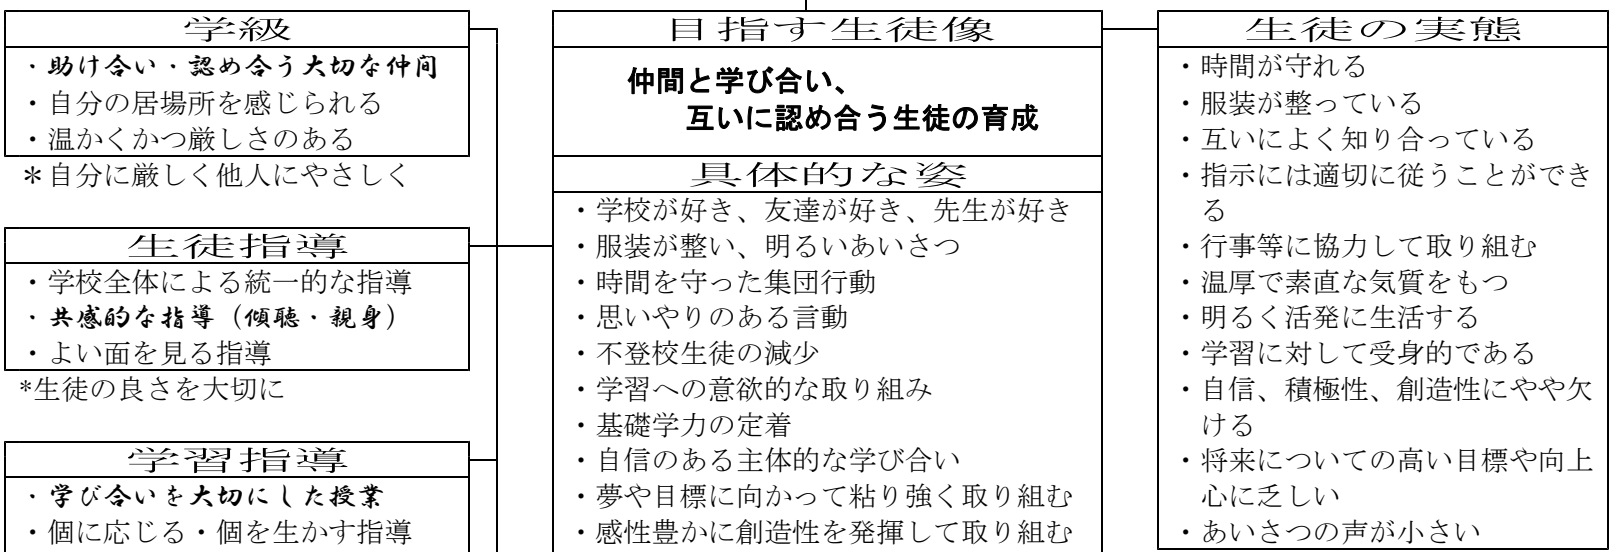 学級
・助け合い・認め合う大切な仲間
・自分の居場所を感じられる
・温かくかつ厳しさのある
＊自分に厳しく他人にやさしく
生徒指導
・学校全体による統一的な指導
・共感的な指導（傾聴・親身）
・よい面を見る指導
*生徒の良さを大切に
学習指導
・学び合いを大切にした授業
・個に応じる・個を生かす指導
目指す生徒像
仲間と学び合い、
互いに認め合う生徒の育成
具体的な姿
・学校が好き、友達が好き、先生が好き
・服装が整い、明るいあいさつ
・時間を守った集団行動
・思いやりのある言動
・不登校生徒の減少
・学習への意欲的な取り組み
・基礎学力の定着
・自信のある主体的な学び合い
・夢や目標に向かって粘り強く取り組む
・感性豊かに創造性を発揮して取り組む
生徒の実態
・時間が守れる
・服装が整っている
・互いによく知り合っている
・指示には適切に従うことができ
る
・行事等に協力して取り組む
・温厚で素直な気質をもつ
・明るく活発に生活する
・学習に対して受身的である
・自信、積極性、創造性にやや欠
ける
・将来についての高い目標や向上
心に乏しい
・あいさつの声が小さい